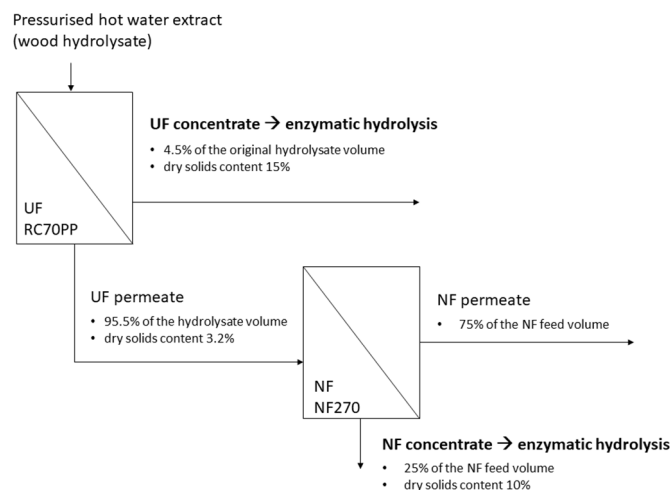 Pressurised hot water extract
(wood hydrolysate)
UF concentrate → enzymatic hydrolysis
• 4.5% of the original hydrolysate volume
• dry solids content 15%
UF
RC70PP
UF permeate
• 95.5% of the hydrolysate volume
• dry solids content 3.2%
NF permeate
• 75% of the NF feed volume
NF
NF270
NF concentrate → enzymatic hydrolysis
• 25% of the NF feed volume
• dry solids content 10%